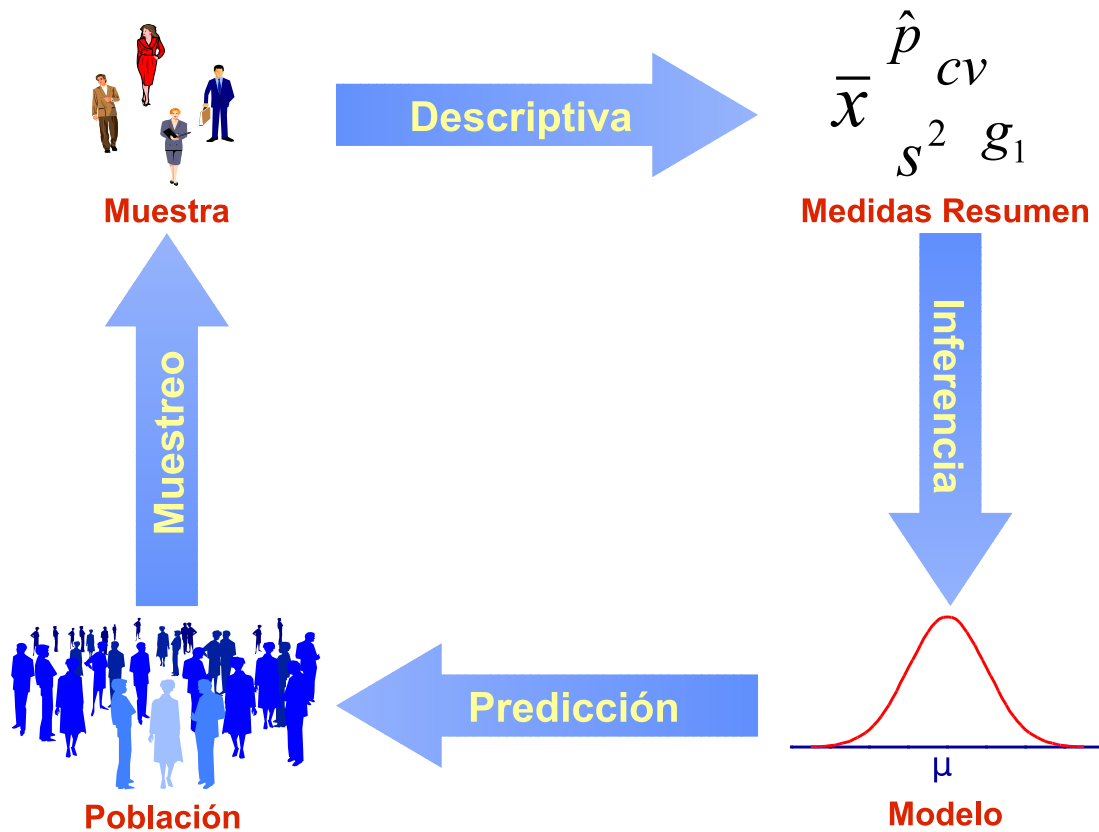 p̂
x̄ cv
s² g₁
Descriptiva
Muestra
Medidas Resumen
Muestreo
Inferencia
Predicción
μ
Población
Modelo